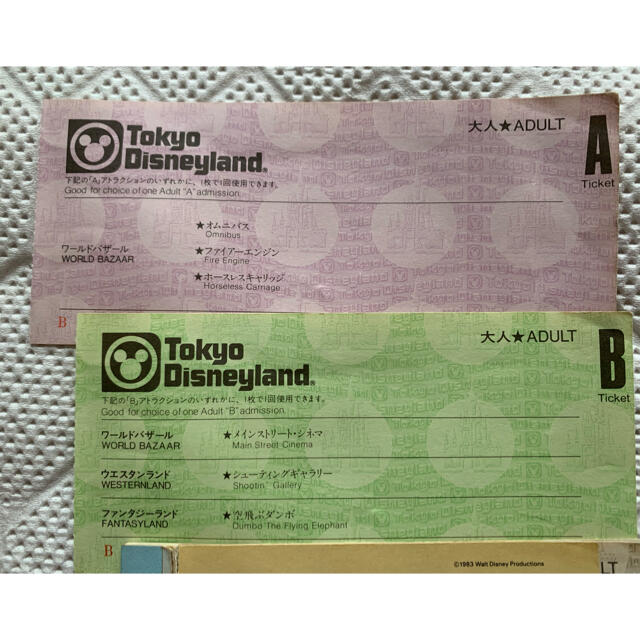 Tokyo
Disneyland®
大人★ADULT
A
Ticket
下記の「A」アトラクションのいずれかに、1枚で1回使用できます。
Good for choice of one Adult "A" admission.
ワールドバザール
WORLD BAZAAR
★オムニバス
Omnibus
★ファイアーエンジン
Fire Engine
★ホースレスキャリッジ
Horseless Carriage
B
Tokyo
Disneyland®
大人★ADULT
B
Ticket
下記の「B」アトラクションのいずれかに、1枚で1回使用できます。
Good for choice of one Adult "B" admission.
ワールドバザール
WORLD BAZAAR
★メインストリート・シネマ
Main Street Cinema
ウエスタンランド
WESTERNLAND
★シューティングギャラリー
Shootin' Gallery
ファンタジーランド
FANTASYLAND
★空飛ぶダンボ
Dumbo The Flying Elephant
B
©1983 Walt Disney Productions
LT